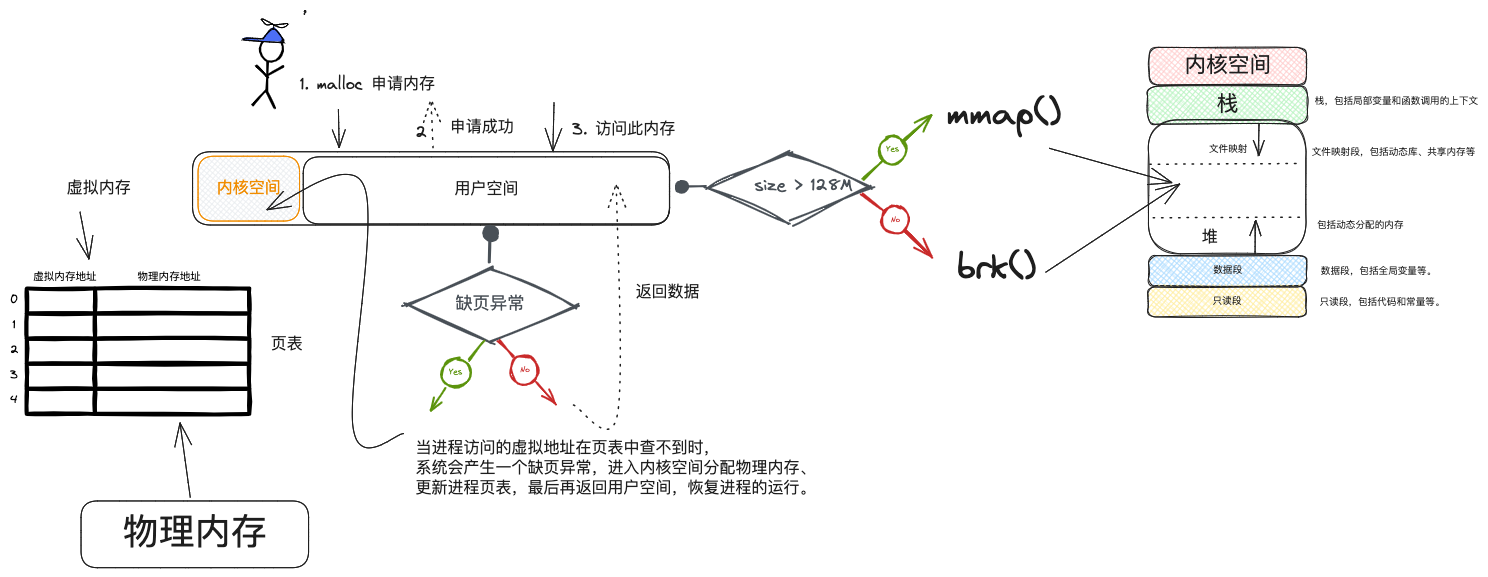 1. malloc 申请内存
2 申请成功
3. 访问此内存
内核空间
用户空间
size > 128M
Yes
No
mmap()
brk()
内核空间
栈
栈，包括局部变量和函数调用的上下文
文件映射
文件映射段，包括动态库、共享内存等
堆
包括动态分配的内存
数据段
数据段，包括全局变量等。
只读段
只读段，包括代码和常量等。
虚拟内存
虚拟内存地址
物理内存地址
0
1
2
3
4
页表
缺页异常
Yes
No
返回数据
当进程访问的虚拟地址在页表中查不到时，
系统会产生一个缺页异常，进入内核空间分配物理内存、
更新进程页表，最后再返回用户空间，恢复进程的运行。
物理内存